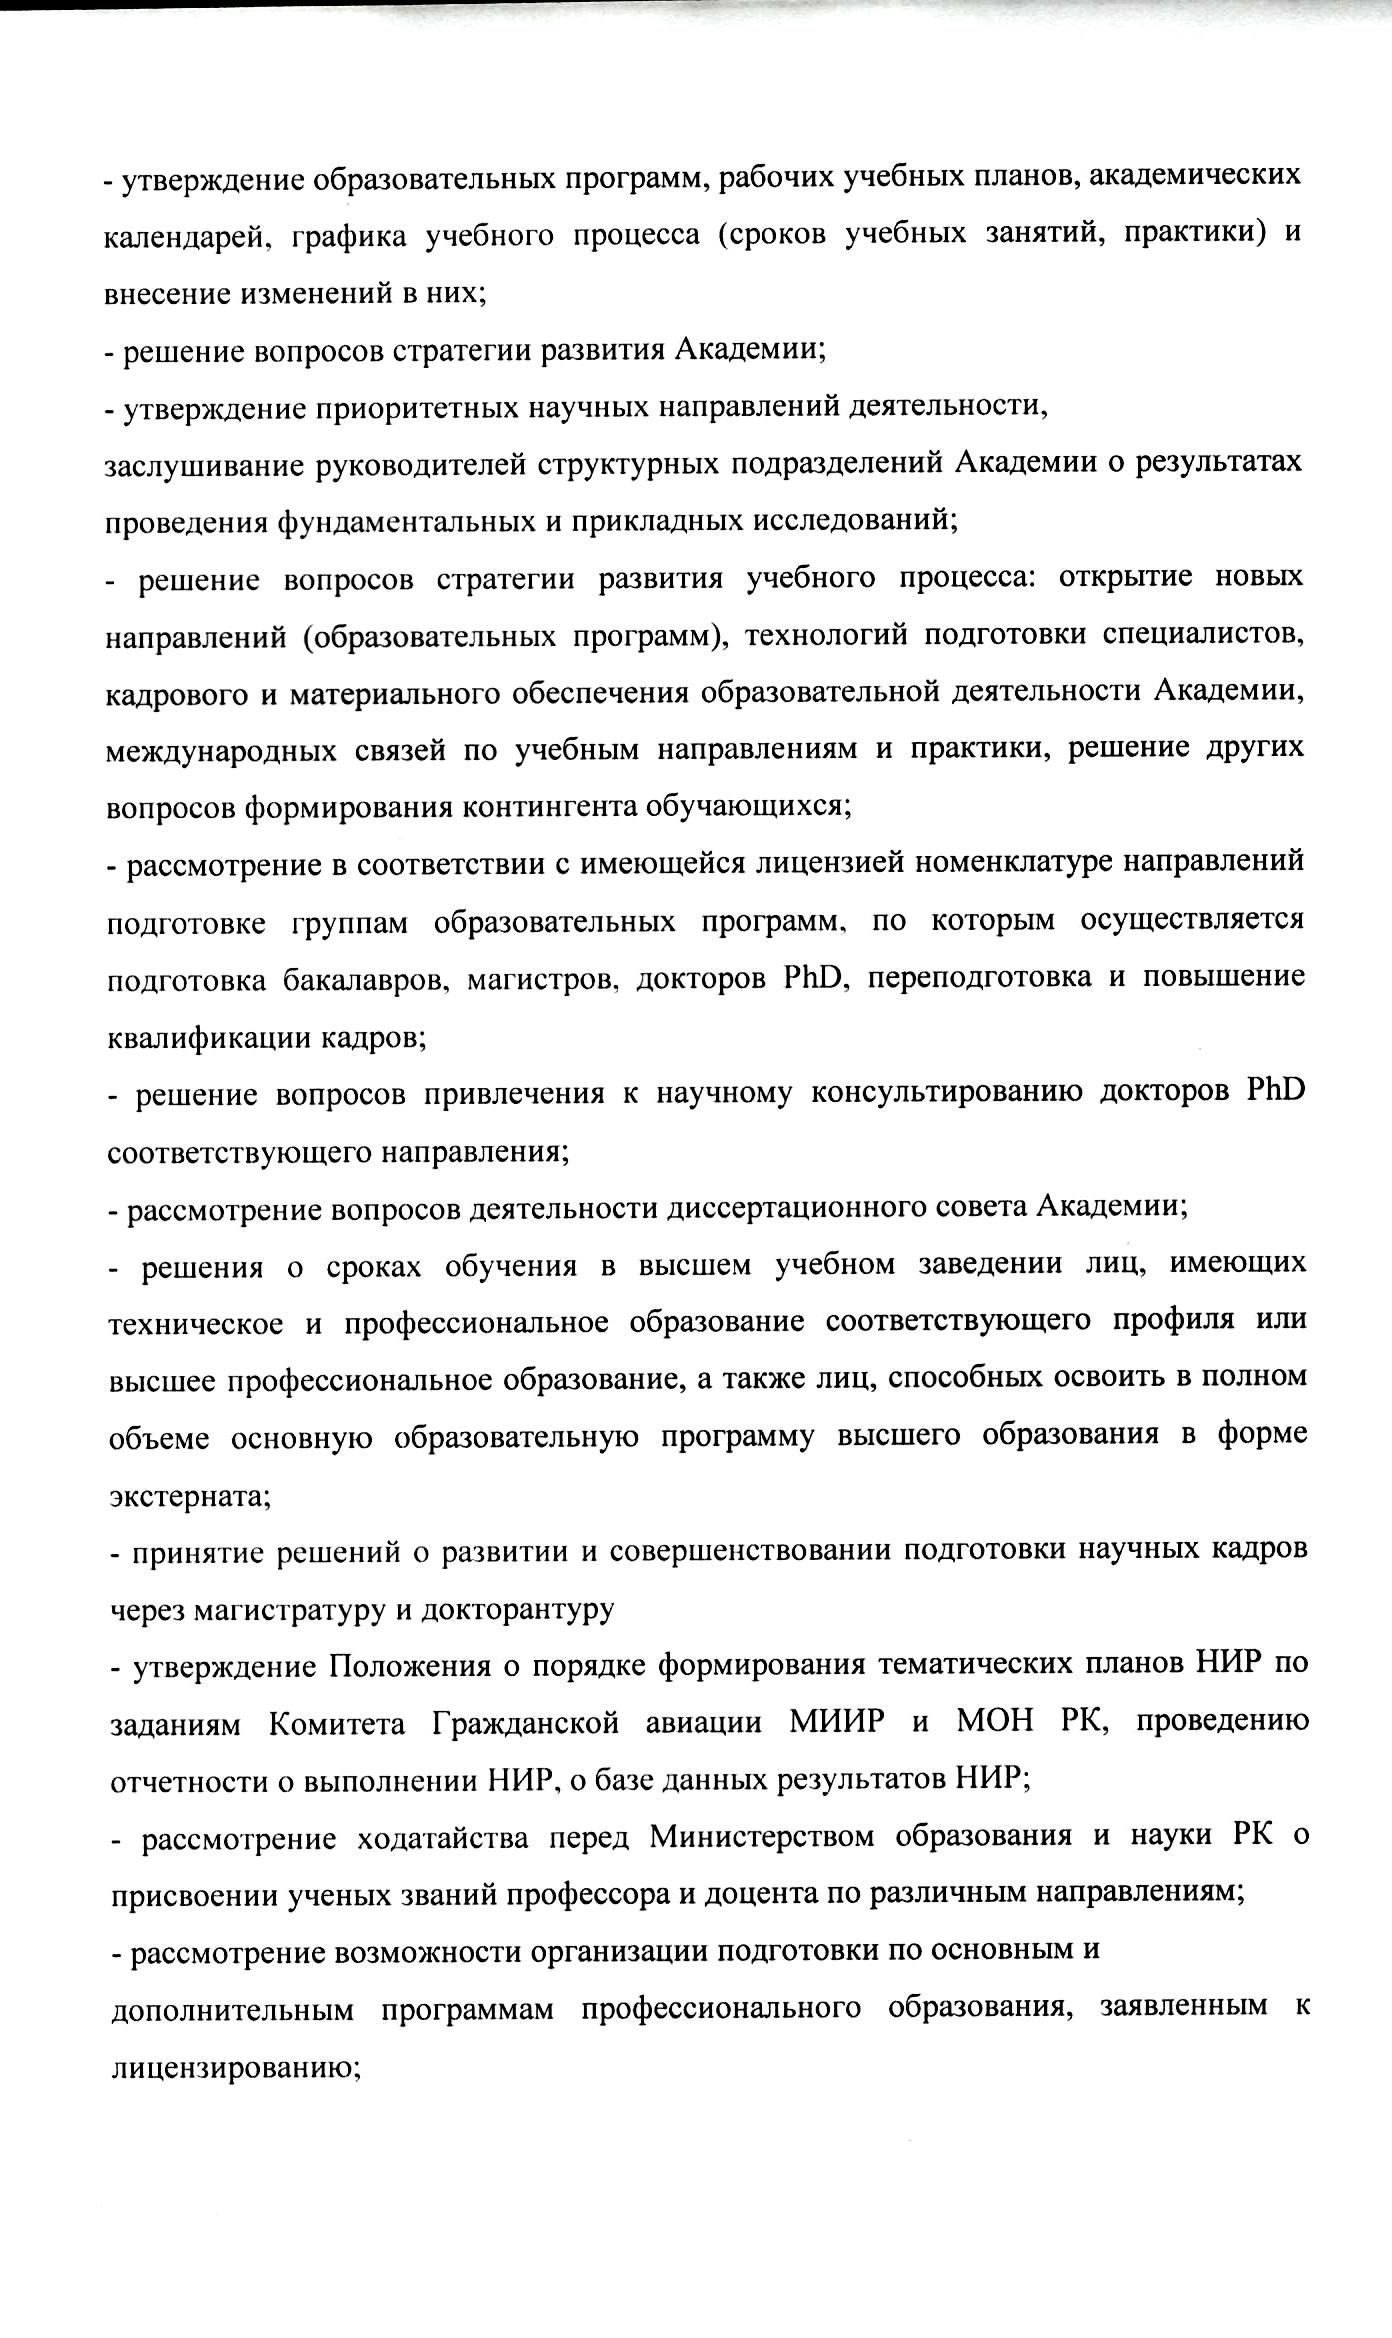 - утверждение образовательных программ, рабочих учебных планов, академических
календарей, графика учебного процесса (сроков учебных занятий, практики) и
внесение изменений в них;
- решение вопросов стратегии развития Академии;
- утверждение приоритетных научных направлений деятельности,
заслушивание руководителей структурных подразделений Академии о результатах
проведения фундаментальных и прикладных исследований;
- решение вопросов стратегии развития учебного процесса: открытие новых
направлений (образовательных программ), технологий подготовки специалистов,
кадрового и материального обеспечения образовательной деятельности Академии,
международных связей по учебным направлениям и практики, решение других
вопросов формирования контингента обучающихся;
- рассмотрение в соответствии с имеющейся лицензией номенклатуре направлений
подготовке группам образовательных программ, по которым осуществляется
подготовка бакалавров, магистров, докторов PhD, переподготовка и повышение
квалификации кадров;
- решение вопросов привлечения к научному консультированию докторов PhD
соответствующего направления;
- рассмотрение вопросов деятельности диссертационного совета Академии;
- решения о сроках обучения в высшем учебном заведении лиц, имеющих
техническое и профессиональное образование соответствующего профиля или
высшее профессиональное образование, а также лиц, способных освоить в полном
объеме основную образовательную программу высшего образования в форме
экстерната;
- принятие решений о развитии и совершенствовании подготовки научных кадров
через магистратуру и докторантуру
- утверждение Положения о порядке формирования тематических планов НИР по
заданиям Комитета Гражданской авиации МИИР и МОН РК, проведению
отчетности о выполнении НИР, о базе данных результатов НИР;
- рассмотрение ходатайства перед Министерством образования и науки РК о
присвоении ученых званий профессора и доцента по различным направлениям;
- рассмотрение возможности организации подготовки по основным и
дополнительным программам профессионального образования, заявленным к
лицензированию;